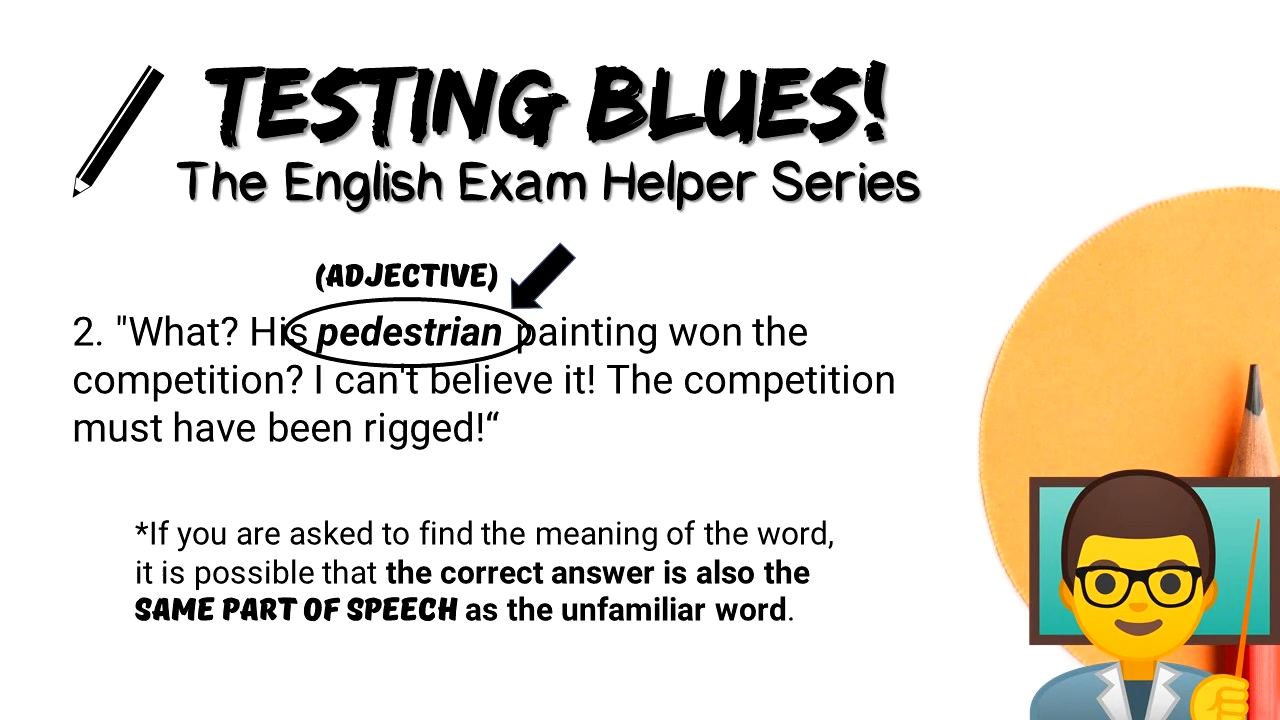 TESTING BLUES!
The English Exam Helper Series
(ADJECTIVE)
2. "What? His pedestrian painting won the
competition? I can't believe it! The competition
must have been rigged!“
*If you are asked to find the meaning of the word,
it is possible that the correct answer is also the
SAME PART OF SPEECH as the unfamiliar word.